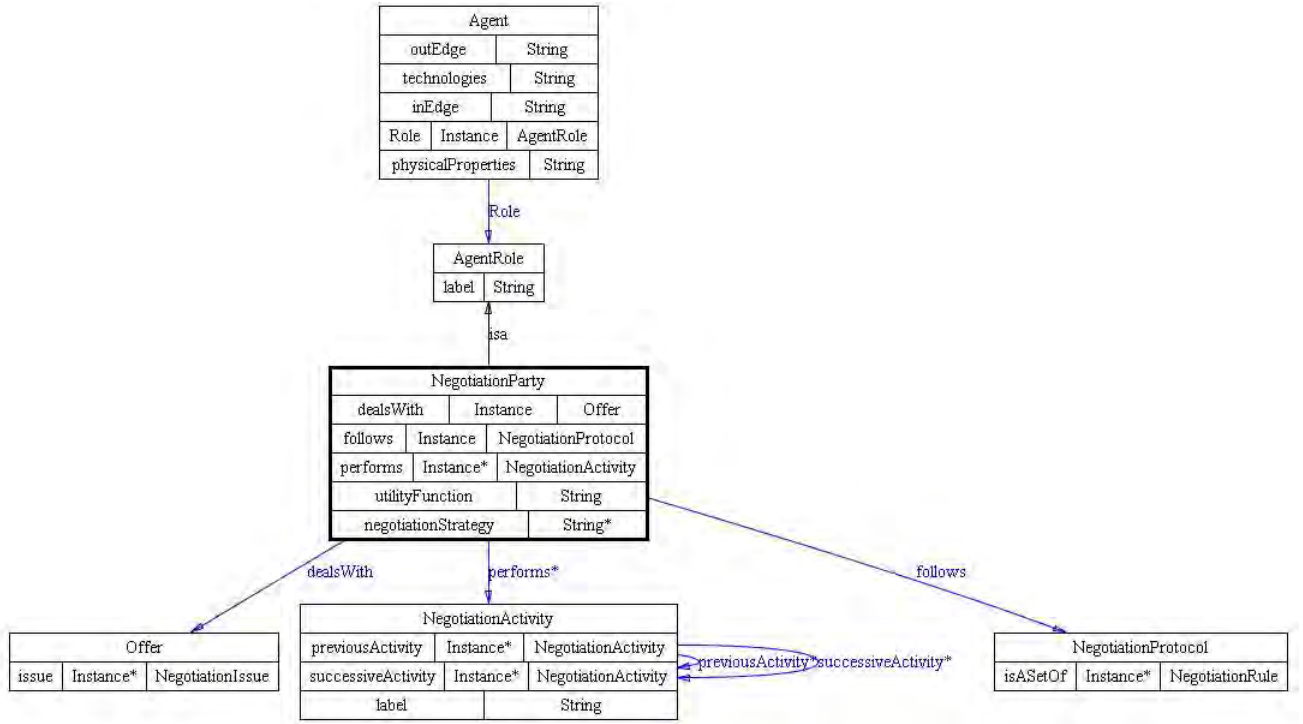 Agent
outEdge String
technologies String
inEdge String
Role Instance AgentRole
physicalProperties String
Role
AgentRole
label String
isa
NegotiationParty
dealsWith Instance Offer
follows Instance NegotiationProtocol
performs Instance* NegotiationActivity
utilityFunction String
negotiationStrategy String*
dealsWith performs* follows
Offer
issue Instance* NegotiationIssue
NegotiationActivity
previousActivity Instance* NegotiationActivity
successiveActivity Instance* NegotiationActivity
label String
previousActivity* successiveActivity*
NegotiationProtocol
isASetOf Instance* NegotiationRule